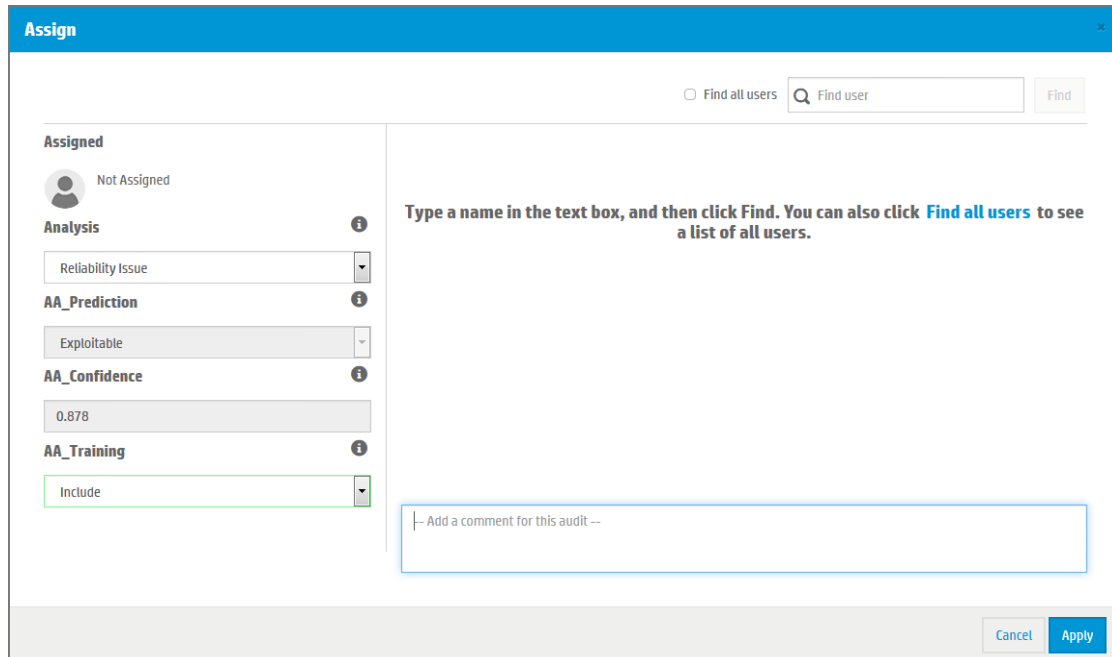 Assign
×
Find all users
Find user
Find
Assigned
Not Assigned
Analysis
Reliability Issue
AA_Prediction
Exploitable
AA_Confidence
0.878
AA_Training
Include
Type a name in the text box, and then click Find. You can also click Find all users to see
a list of all users.
-- Add a comment for this audit --
Cancel
Apply